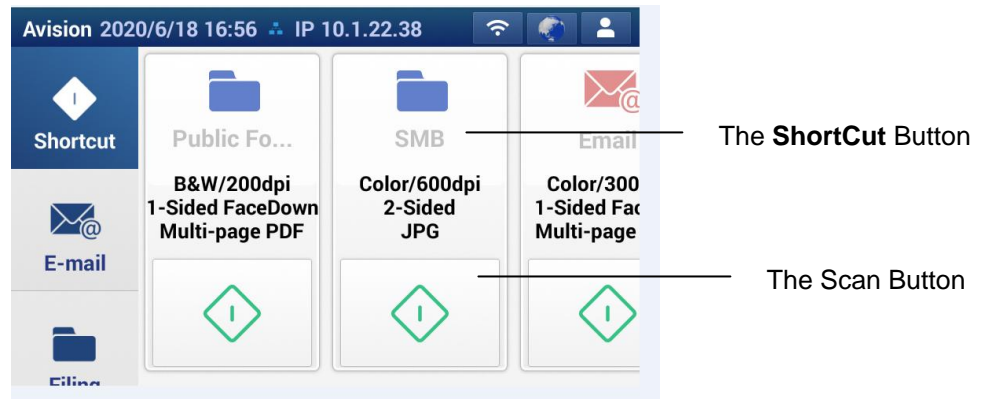 Avision 2020/6/18 16:56 IP 10.1.22.38
Shortcut
E-mail
Filing
Public Fo...
B&W/200dpi
1-Sided FaceDown
Multi-page PDF
SMB
Color/600dpi
2-Sided
JPG
Email
Color/300
1-Sided Fac
Multi-page
The ShortCut Button
The Scan Button